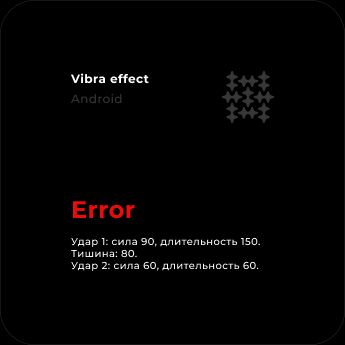 Vibra effect
Android
Error
Удар 1: сила 90, длительность 150.
Тишина: 80.
Удар 2: сила 60, длительность 60.